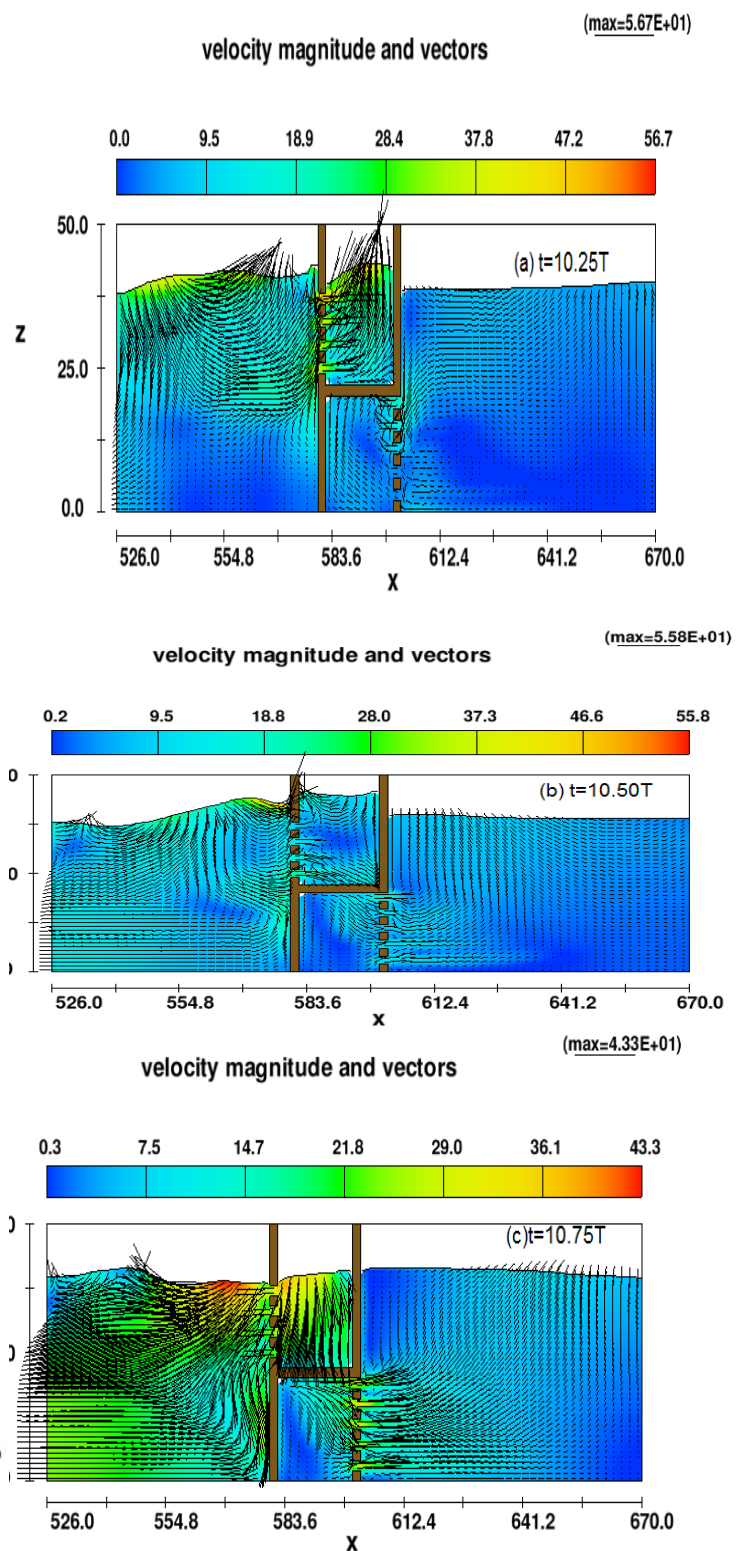 (max=5.67E+01)
velocity magnitude and vectors
0.0 9.5 18.9 28.4 37.8 47.2 56.7
50.0
(a) t=10.25T
Z
25.0
0.0
526.0 554.8 583.6 612.4 641.2 670.0
X
(max=5.58E+01)
velocity magnitude and vectors
0.2 9.5 18.8 28.0 37.3 46.6 55.8
(b) t=10.50T
526.0 554.8 583.6 612.4 641.2 670.0
X
(max=4.33E+01)
velocity magnitude and vectors
0.3 7.5 14.7 21.8 29.0 36.1 43.3
(c)t=10.75T
526.0 554.8 583.6 612.4 641.2 670.0
X